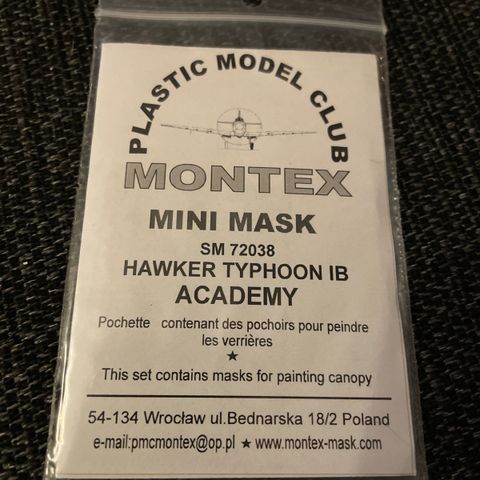 PLASTIC MODEL CLUB
MONTEX
MINI MASK
SM 72038
HAWKER TYPHOON IB
ACADEMY
Pochette contenant des pochoirs pour peindre
les verrières
★
This set contains masks for painting canopy
54-134 Wrocław ul.Bednarska 18/2 Poland
e-mail:pmcmontex@op.pl ★ www.montex-mask.com